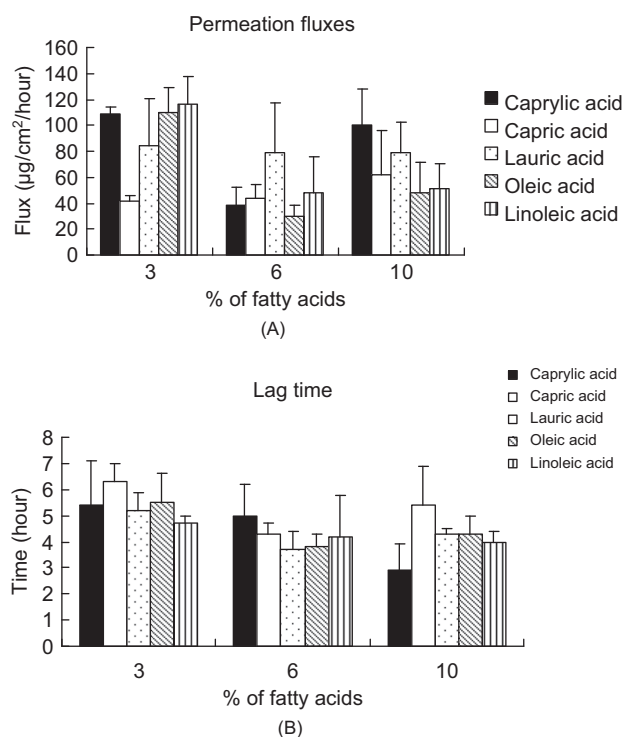 Permeation fluxes
160
140
120
100
80
60
40
20
0
Flux (µg/cm²/hour)
3 6 10
% of fatty acids
Caprylic acid
Capric acid
Lauric acid
Oleic acid
Linoleic acid
(A)
Lag time
8
7
6
5
4
3
2
1
0
Time (hour)
3 6 10
% of fatty acids
Caprylic acid
Capric acid
Lauric acid
Oleic acid
Linoleic acid
(B)